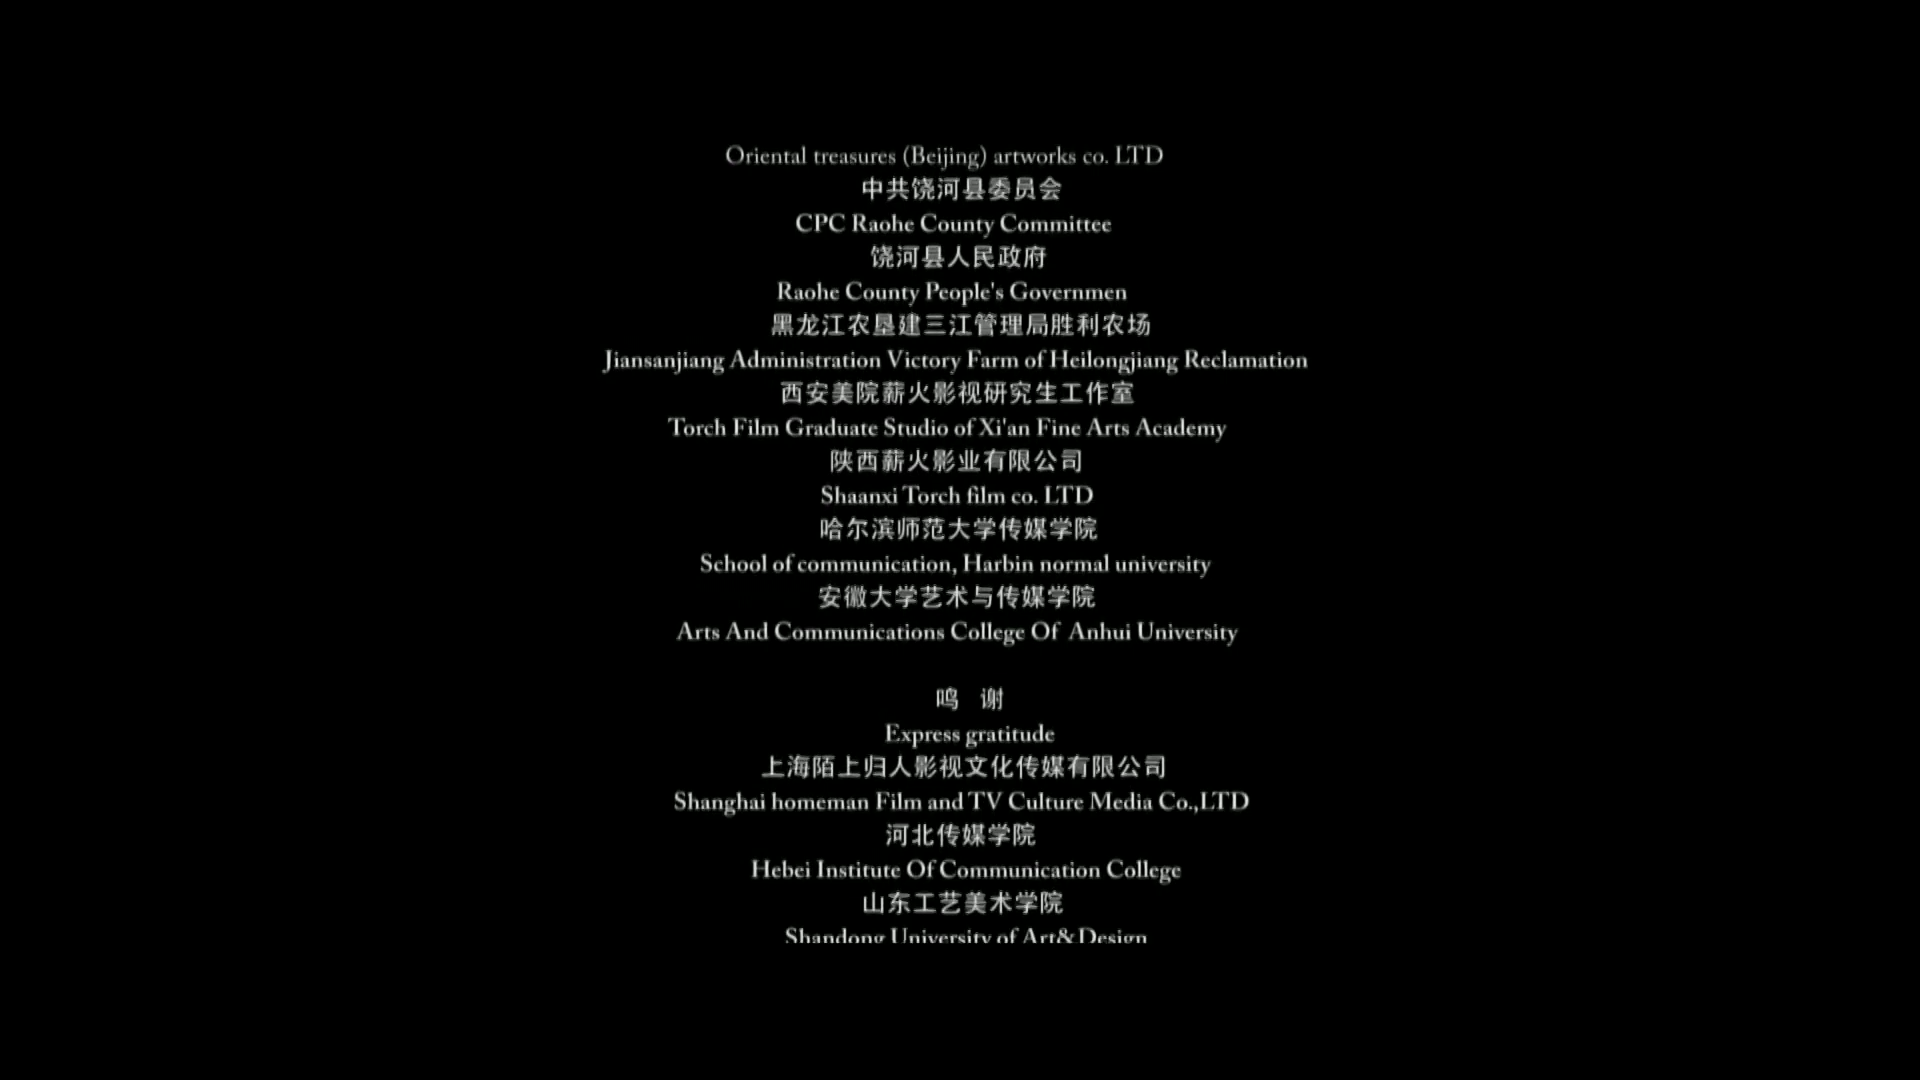 Oriental treasures (Beijing) artworks co. LTD
中共饶河县委员会
CPC Raohe County Committee
饶河县人民政府
Raohe County People's Governmen
黑龙江农垦建三江管理局胜利农场
Jiansanjiang Administration Victory Farm of Heilongjiang Reclamation
西安美院薪火影视研究生工作室
Torch Film Graduate Studio of Xi'an Fine Arts Academy
陕西薪火影业有限公司
Shaanxi Torch film co. LTD
哈尔滨师范大学传媒学院
School of communication, Harbin normal university
安徽大学艺术与传媒学院
Arts And Communications College Of Anhui University
鸣 谢
Express gratitude
上海陌上归人影视文化传媒有限公司
Shanghai homeman Film and TV Culture Media Co.,LTD
河北传媒学院
Hebei Institute Of Communication College
山东工艺美术学院
Shandong University of Art&Design